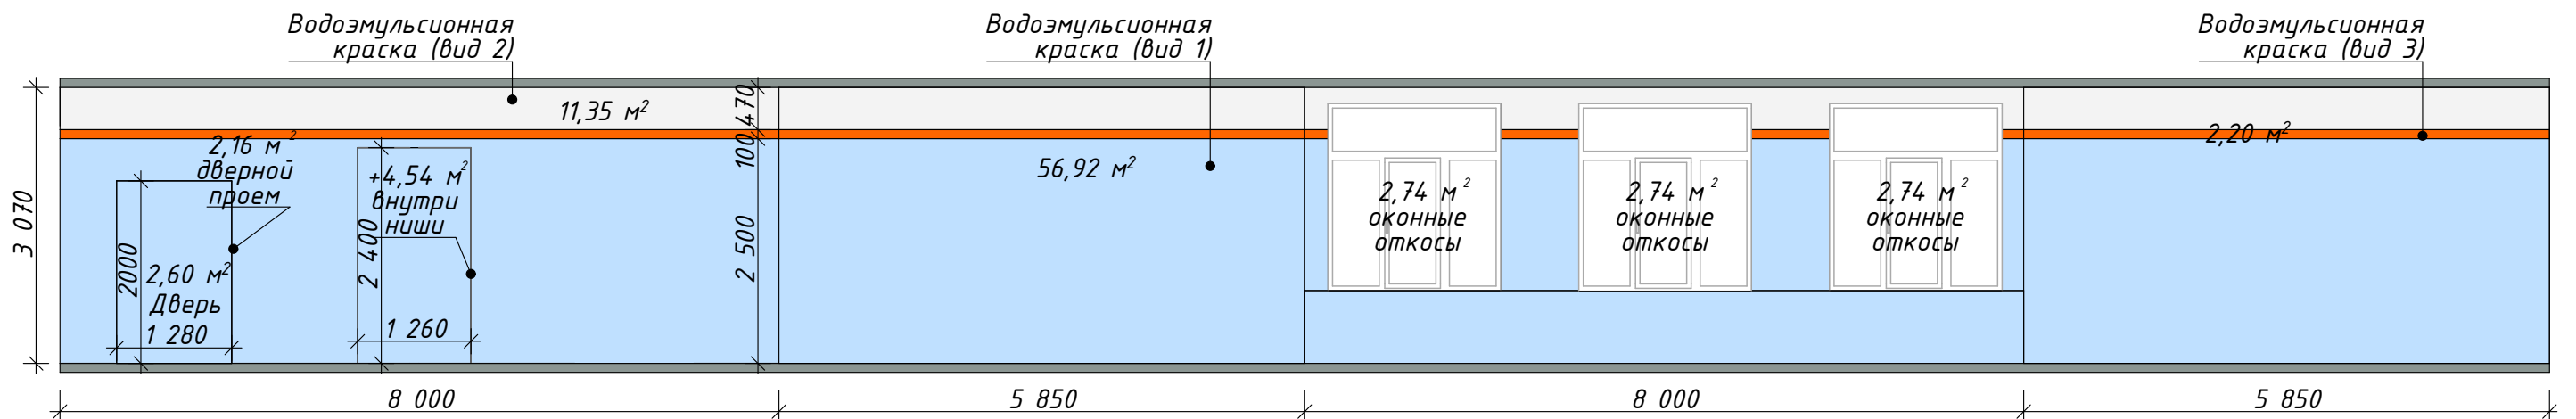 Водоэмульсионная
краска (вид 2)
Водоэмульсионная
краска (вид 1)
Водоэмульсионная
краска (вид 3)
11,35 м²
470
100
2 500
3 070
2,16 м²
дверной
проем
2000
2,60 м²
Дверь
1 280
+4,54 м²
внутри
ниши
2 400
1 260
56,92 м²
2,74 м²
оконные
откосы
2,74 м²
оконные
откосы
2,74 м²
оконные
откосы
2,20 м²
8 000
5 850
8 000
5 850